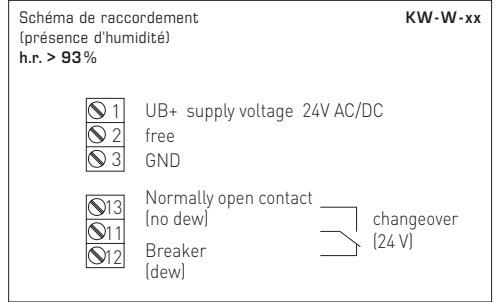 Schéma de raccordement KW-W-xx
(présence d'humidité)
h.r. > 93%
1 UB+ supply voltage 24V AC/DC
2 free
3 GND
13 Normally open contact
(no dew)
11
12 Breaker
(dew)
changeover
(24 V)